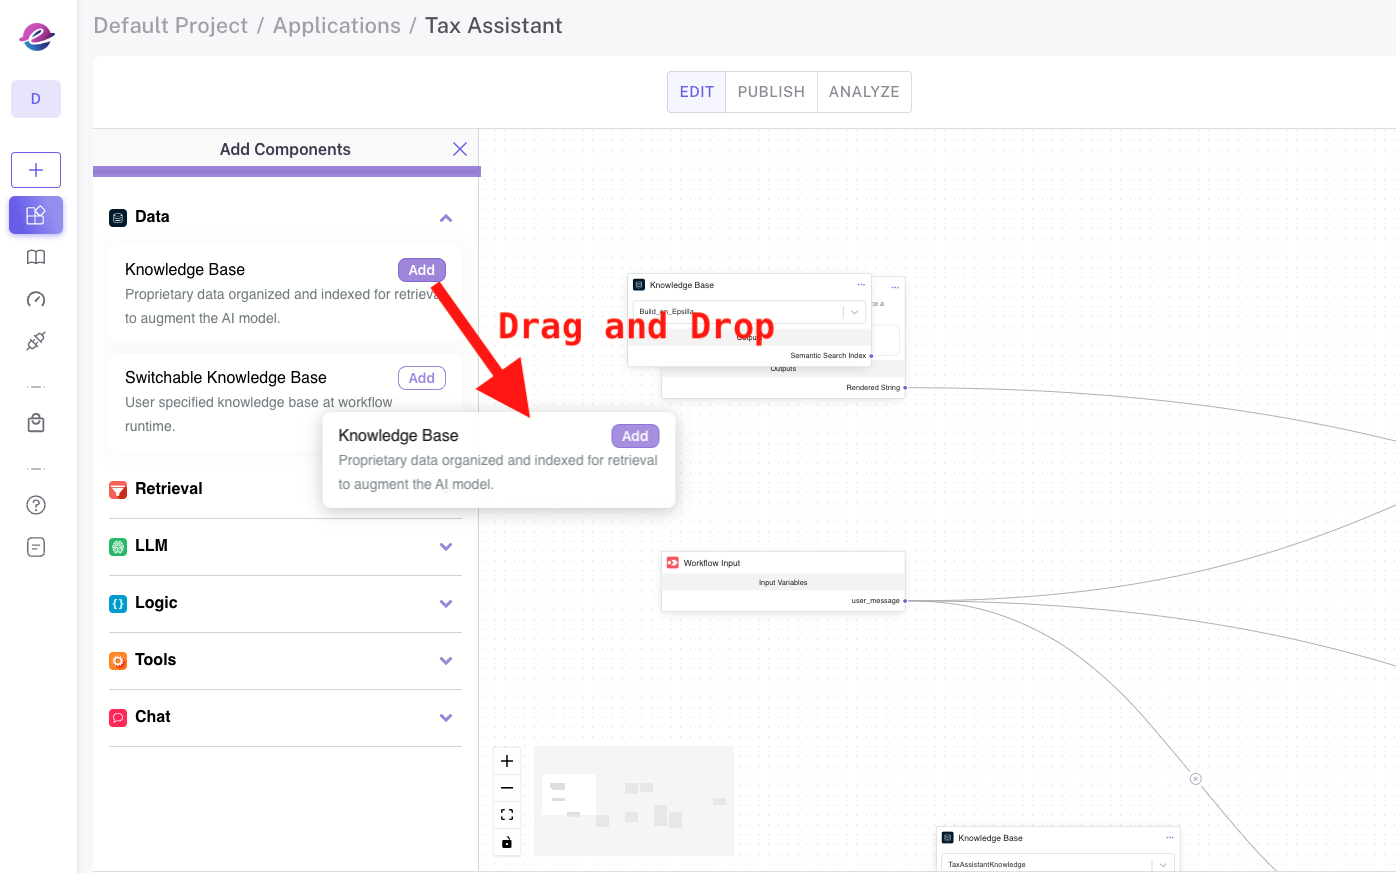 Default Project / Applications / Tax Assistant
D
EDIT
PUBLISH
ANALYZE
Add Components
Data
Knowledge Base
Add
Proprietary data organized and indexed for retrieval
to augment the AI model.
Switchable Knowledge Base
Add
User specified knowledge base at workflow
runtime.
Knowledge Base
Add
Proprietary data organized and indexed for retrieval
to augment the AI model.
Retrieval
LLM
Logic
Tools
Chat
Drag and Drop
Knowledge Base
Build_on_Epsilla
Outputs
Semantic Search Index
Outputs
Rendered String
Workflow Input
Input Variables
user_message
Knowledge Base
TaxAssistantKnowledge